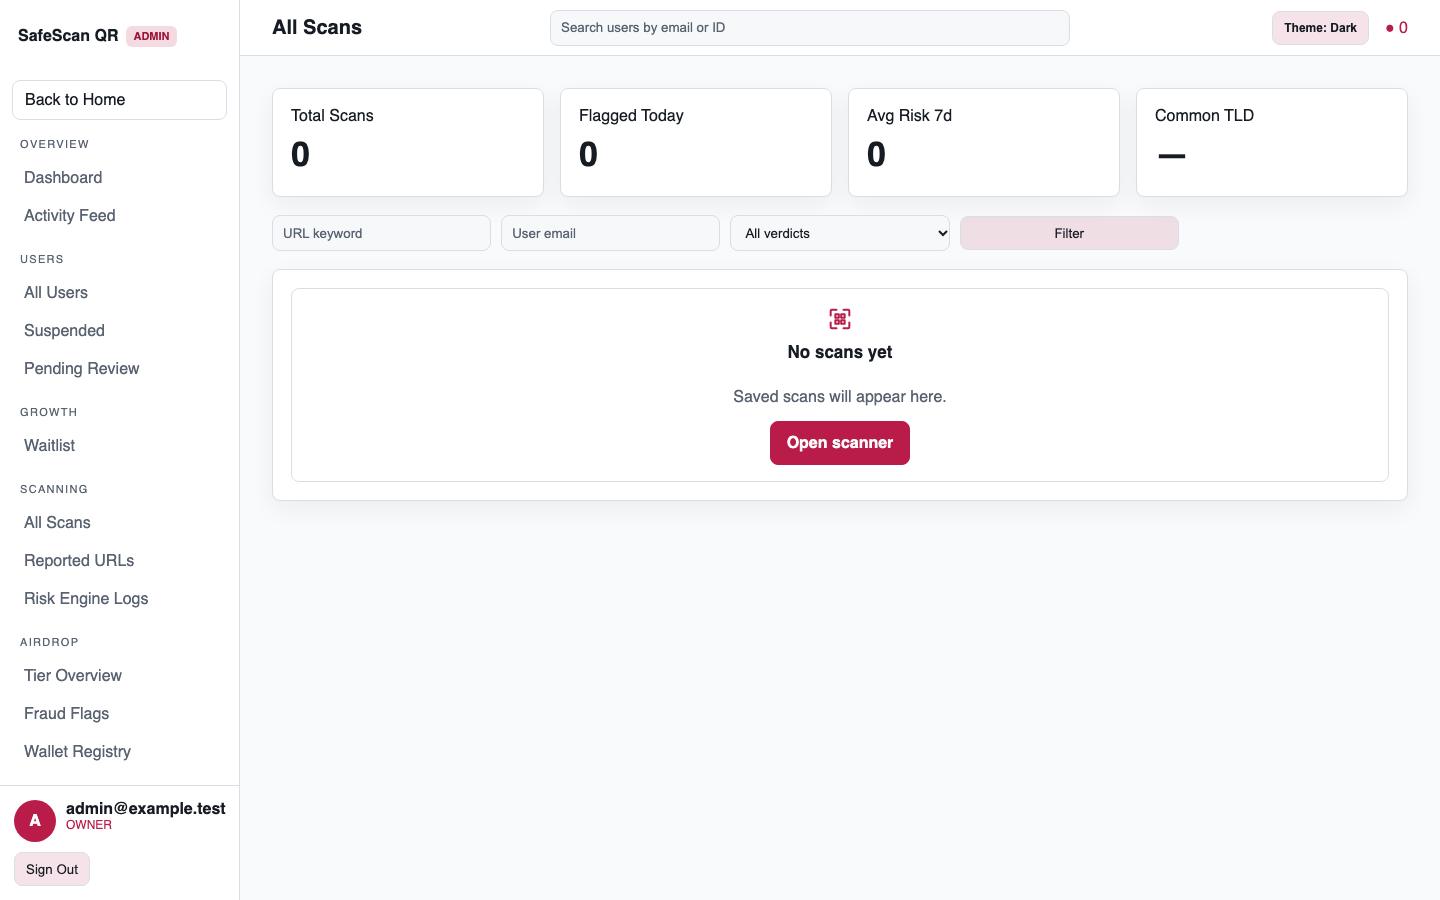 SafeScan QR ADMIN
Back to Home
OVERVIEW
Dashboard
Activity Feed
USERS
All Users
Suspended
Pending Review
GROWTH
Waitlist
SCANNING
All Scans
Reported URLs
Risk Engine Logs
AIRDROP
Tier Overview
Fraud Flags
Wallet Registry
A
admin@example.test
OWNER
Sign Out
All Scans
Search users by email or ID
Theme: Dark
0
Total Scans
0
Flagged Today
0
Avg Risk 7d
0
Common TLD
—
URL keyword
User email
All verdicts
Filter
No scans yet
Saved scans will appear here.
Open scanner